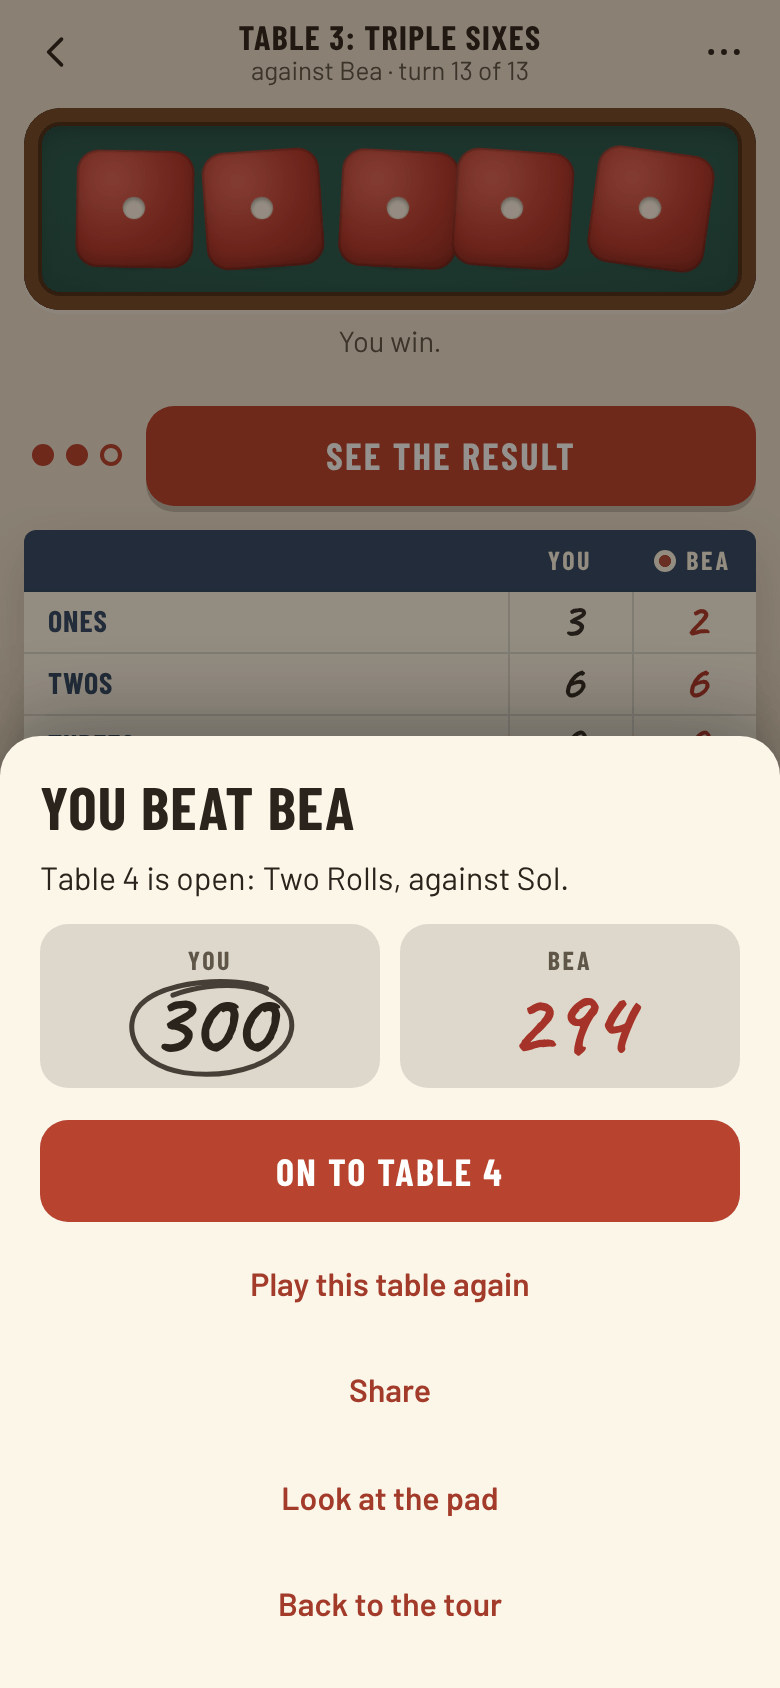 TABLE 3: TRIPLE SIXES
against Bea · turn 13 of 13
You win.
SEE THE RESULT
YOU BEA
ONES 3 2
TWOS 6 6
YOU BEAT BEA
Table 4 is open: Two Rolls, against Sol.
YOU BEA
300 294
ON TO TABLE 4
Play this table again
Share
Look at the pad
Back to the tour